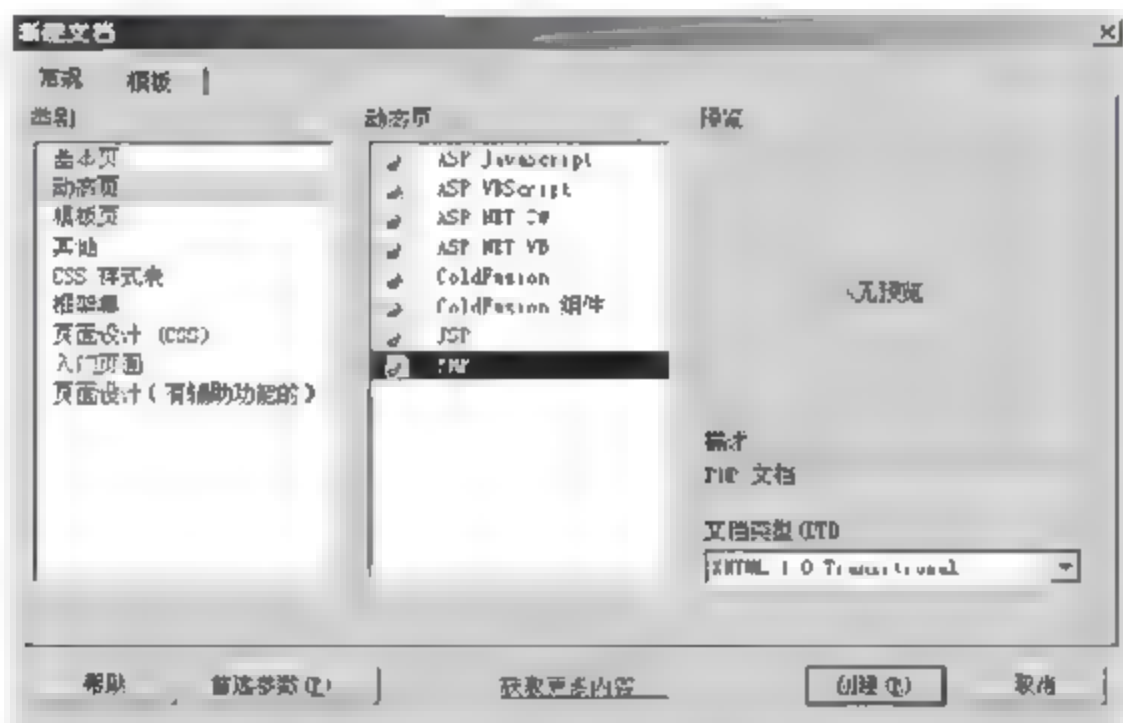 新建文档
常规 模板
类别
基本页
动态页
模板页
其他
CSS 样式表
框架集
页面设计 (CSS)
入门页面
页面设计(有辅助功能的)
动态页
ASP Javascript
ASP VBScript
ASP NET C#
ASP NET VB
ColdFusion
ColdFusion 组件
JSP
PHP
预览
无预览
描述
PHP 文档
文档类型(DTD)
XHTML 1 0 Transitional
帮助
首选参数(P)
获取更多内容
创建(R)
取消